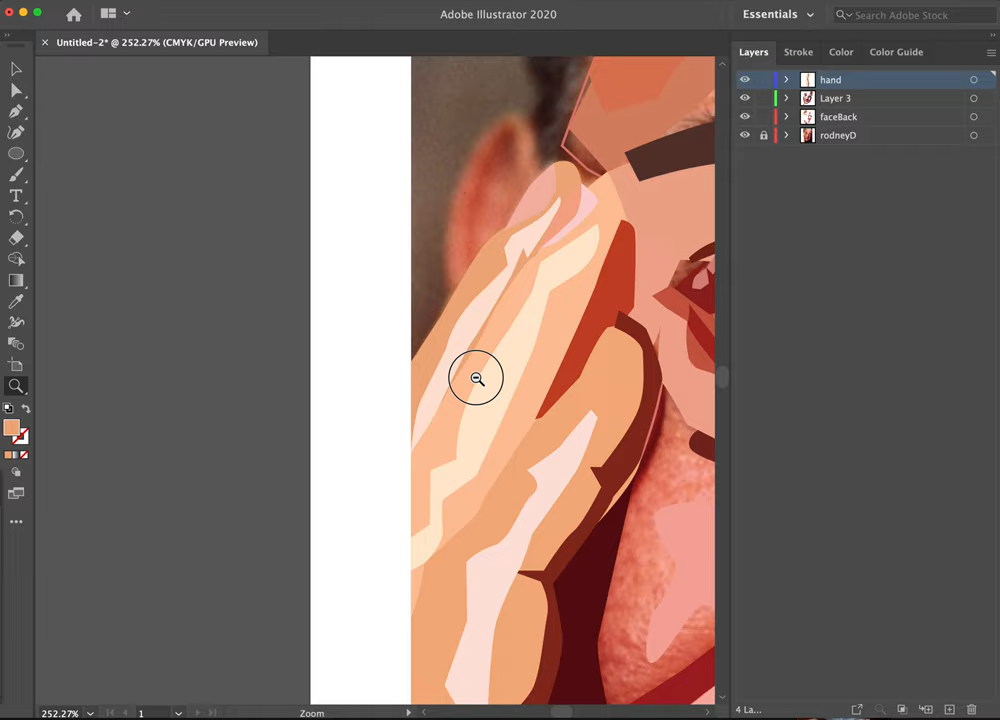 Adobe Illustrator 2020
Essentials
Search Adobe Stock
Untitled-2* @ 252.27% (CMYK/GPU Preview)
Layers Stroke Color Color Guide
hand
Layer 3
faceBack
rodneyD
T
252.27% 1 Zoom
4 La...